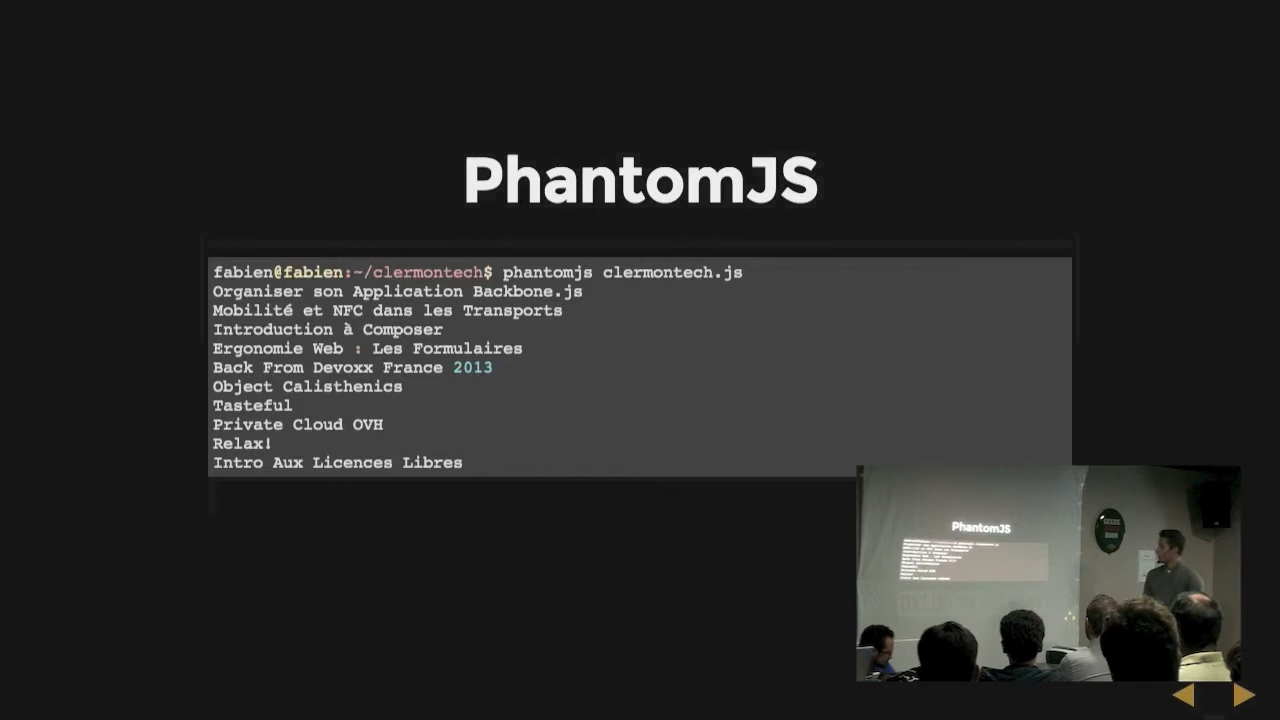 PhantomJS
fabien@fabien:~/clermontech$ phantomjs clermontech.js
Organiser son Application Backbone.js
Mobilité et NFC dans les Transports
Introduction à Composer
Ergonomie Web : Les Formulaires
Back From Devoxx France 2013
Object Calisthenics
Tasteful
Private Cloud OVH
Relax!
Intro Aux Licences Libres
PhantomJS